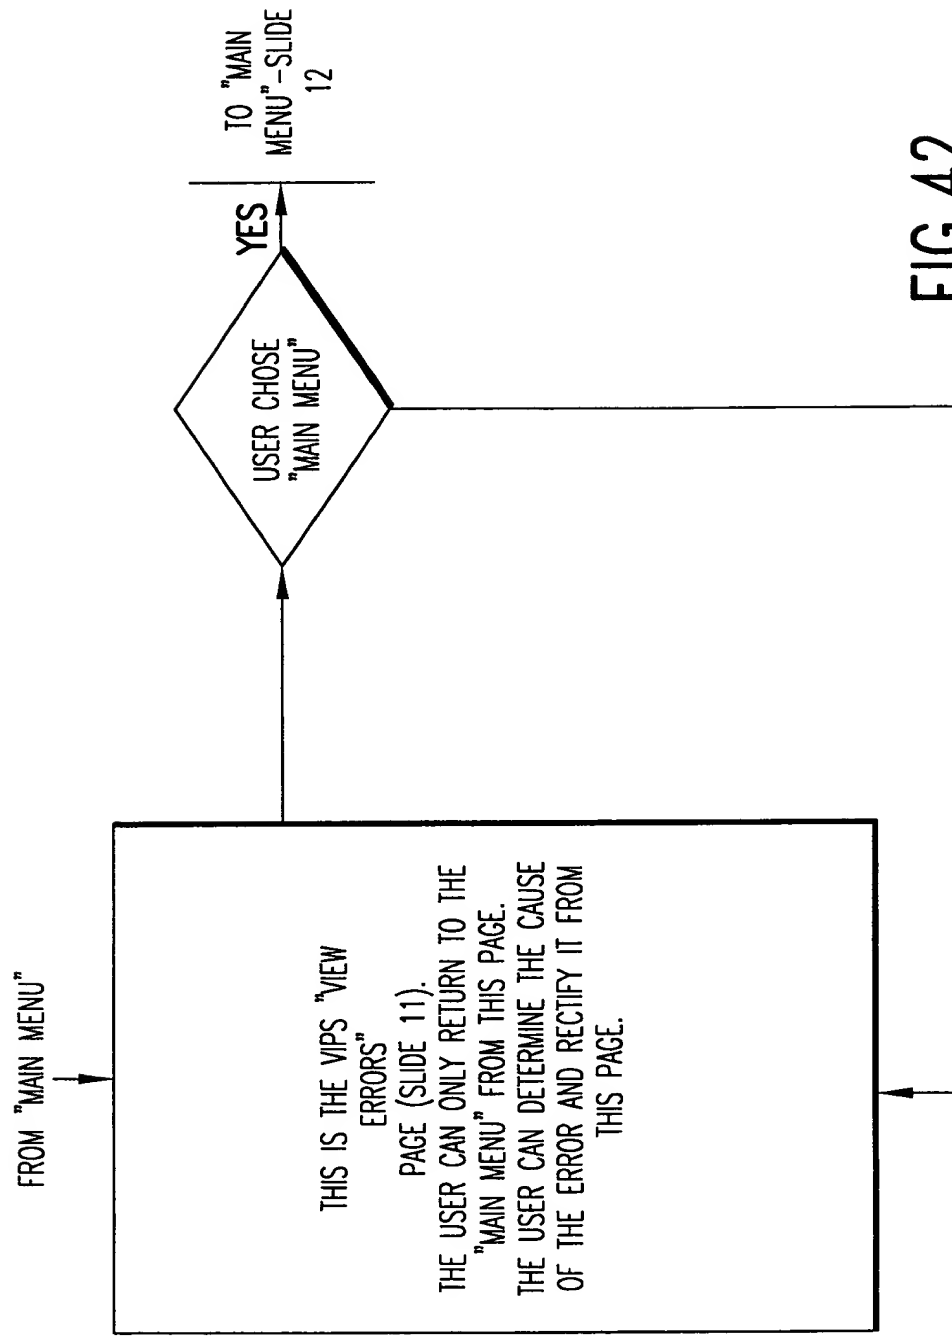 FROM "MAIN MENU"
THIS IS THE VIPS "VIEW
ERRORS"
PAGE (SLIDE 11).
THE USER CAN ONLY RETURN TO THE
"MAIN MENU" FROM THIS PAGE.
THE USER CAN DETERMINE THE CAUSE
OF THE ERROR AND RECTIFY IT FROM
THIS PAGE.
USER CHOSE
"MAIN MENU"
YES
TO "MAIN
MENU"-SLIDE
12
FIG. 42